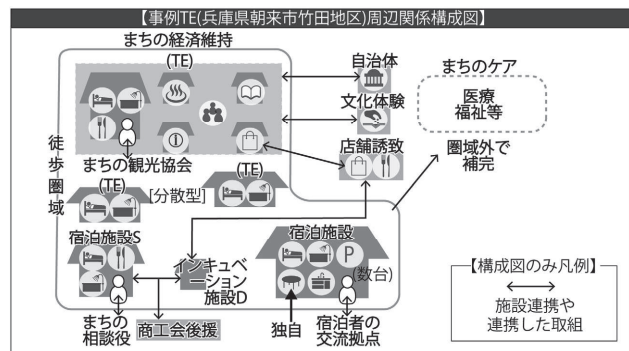 【事例TE(兵庫県朝来市竹田地区)周辺関係構成図】
まちの経済維持
(TE)
自治体
文化体験
店舗誘致
まちのケア
医療
福祉等
圏域外で
補完
徒歩圏域
まちの観光協会
(TE)
[分散型]
(TE)
宿泊施設S
インキュベ
ーション
施設D
宿泊施設
P
(数台)
まちの
相談役
商工会後援
独自
宿泊者の
交流拠点
【構成図のみ凡例】
施設連携や
連携した取組